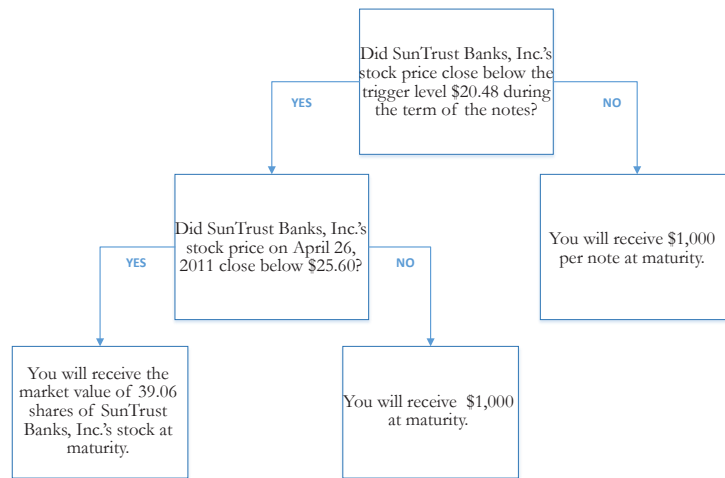 Did SunTrust Banks, Inc.'s
stock price close below the
trigger level $20.48 during
the term of the notes?
YES
NO
Did SunTrust Banks, Inc.'s
stock price on April 26,
2011 close below $25.60?
You will receive $1,000
per note at maturity.
YES
NO
You will receive the
market value of 39.06
shares of SunTrust
Banks, Inc.'s stock at
maturity.
You will receive $1,000
at maturity.